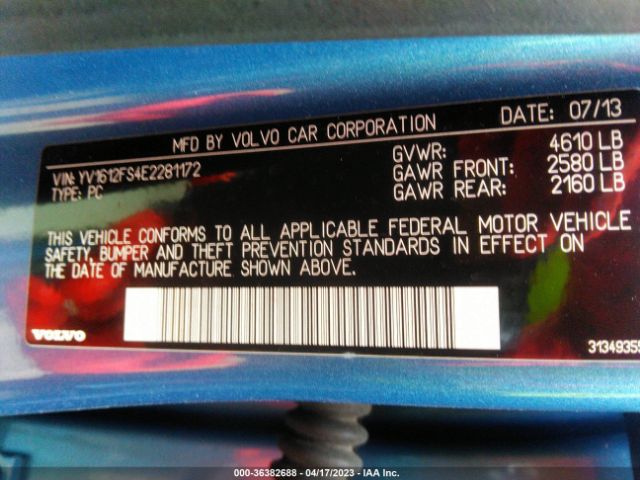 MFD BY VOLVO CAR CORPORATION DATE: 07/13
VIN: YV1612FS4E2281172
TYPE: PC
GVWR: 4610 LB
GAWR FRONT: 2580 LB
GAWR REAR: 2160 LB
THIS VEHICLE CONFORMS TO ALL APPLICABLE FEDERAL MOTOR VEHICLE
SAFETY, BUMPER AND THEFT PREVENTION STANDARDS IN EFFECT ON
THE DATE OF MANUFACTURE SHOWN ABOVE.
VOLVO
3134935
000-36382688 - 04/17/2023 - IAA Inc.